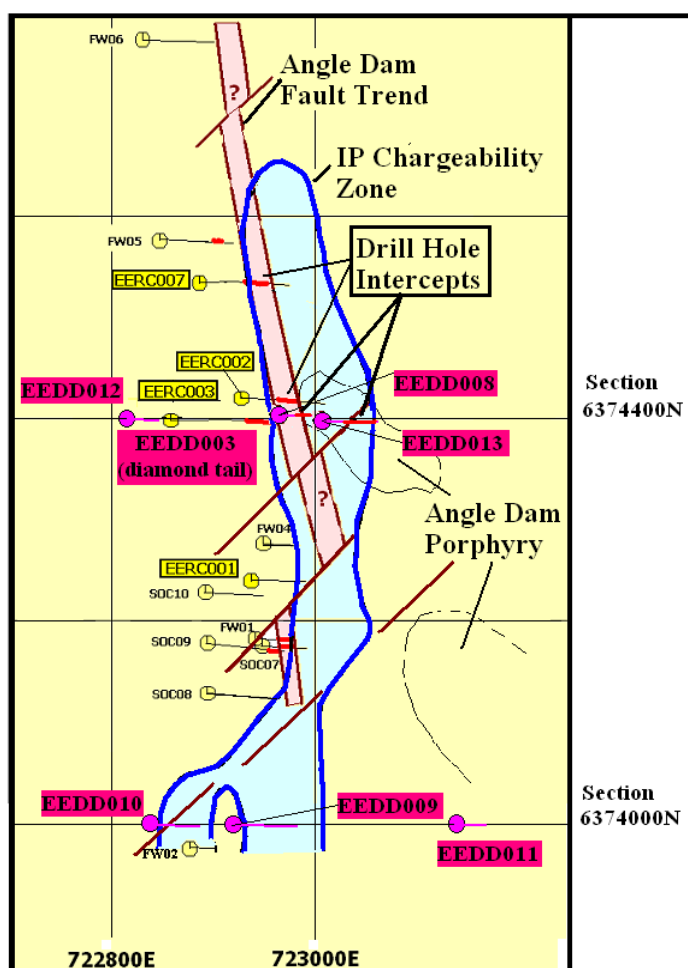 FW06
Angle Dam
Fault Trend
?
IP Chargeability
Zone
FW05
Drill Hole
Intercepts
EERC007
EERC002
EEDD012
EERC003
EEDD008
Section
6374400N
EEDD003
(diamond tail)
EEDD013
?
Angle Dam
Porphyry
FW04
EERC001
SOC10
FW01
SOC09
SOC07
SOC08
EEDD010
EEDD009
Section
6374000N
EEDD011
FW02
722800E
723000E